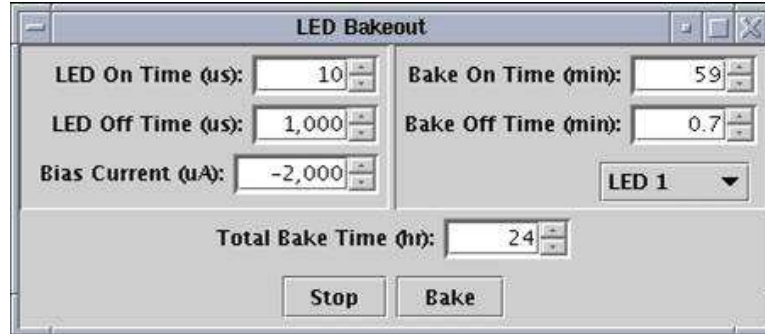 LED Bakeout
LED On Time (us): 10
LED Off Time (us): 1,000
Bias Current (uA): -2,000
Bake On Time (min): 59
Bake Off Time (min): 0.7
LED 1
Total Bake Time (hr): 24
Stop Bake